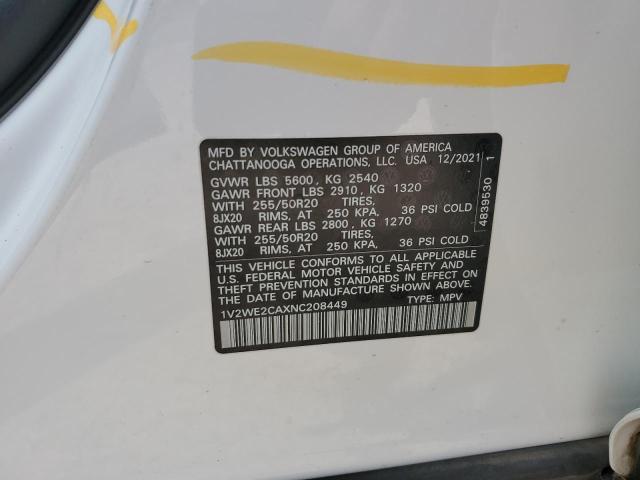 MFD BY VOLKSWAGEN GROUP OF AMERICA
CHATTANOOGA OPERATIONS, LLC. USA 12/2021
GVWR LBS 5600 , KG 2540
GAWR FRONT LBS 2910 , KG 1320
WITH 255/50R20 TIRES,
8JX20 RIMS, AT 250 KPA, 36 PSI COLD
GAWR REAR LBS 2800 , KG 1270
WITH 255/50R20 TIRES,
8JX20 RIMS, AT 250 KPA, 36 PSI COLD
THIS VEHICLE CONFORMS TO ALL APPLICABLE
U.S. FEDERAL MOTOR VEHICLE SAFETY AND
THEFT PREVENTION STANDARDS IN EFFECT ON
THE DATE OF MANUFACTURE SHOWN ABOVE.
1V2WE2CAXNC208449 TYPE: MPV
4839530 1